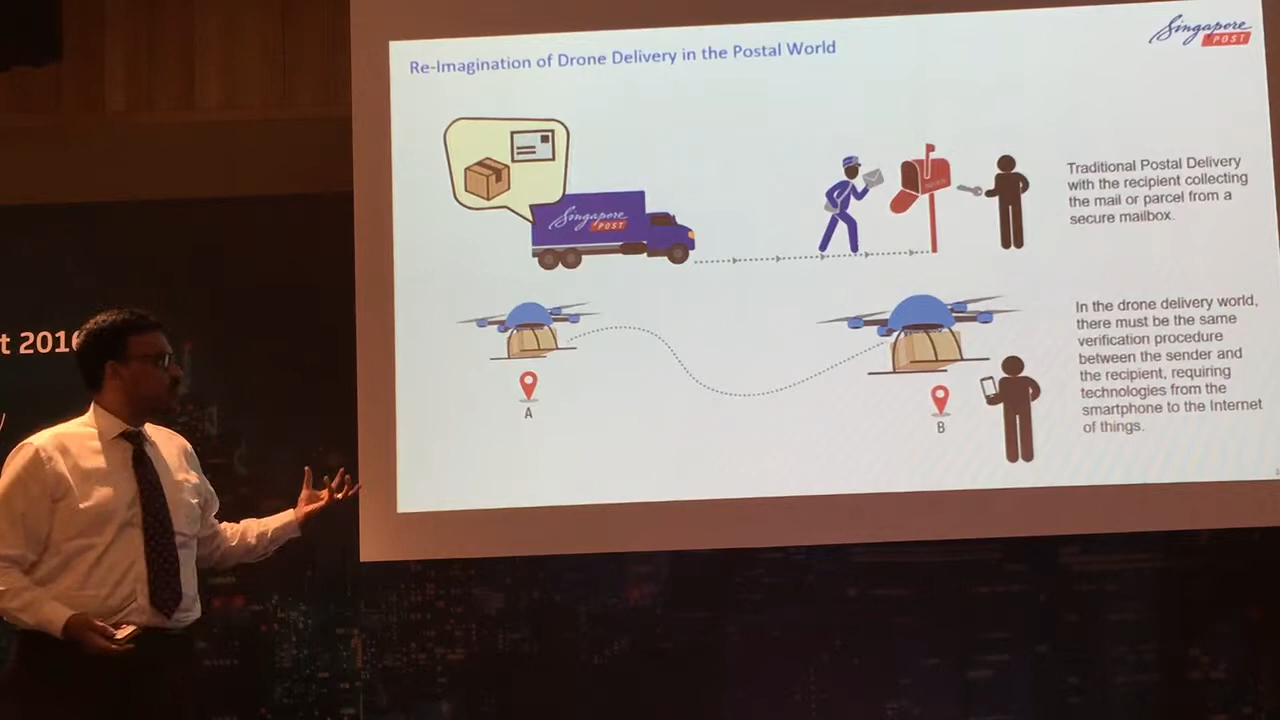 Re-Imagination of Drone Delivery in the Postal World
Singapore
POST
Singapore
POST
Traditional Postal Delivery
with the recipient collecting
the mail or parcel from a
secure mailbox.
t 2016
In the drone delivery world,
there must be the same
verification procedure
between the sender and
the recipient, requiring
technologies from the
smartphone to the Internet
of things.
A
B